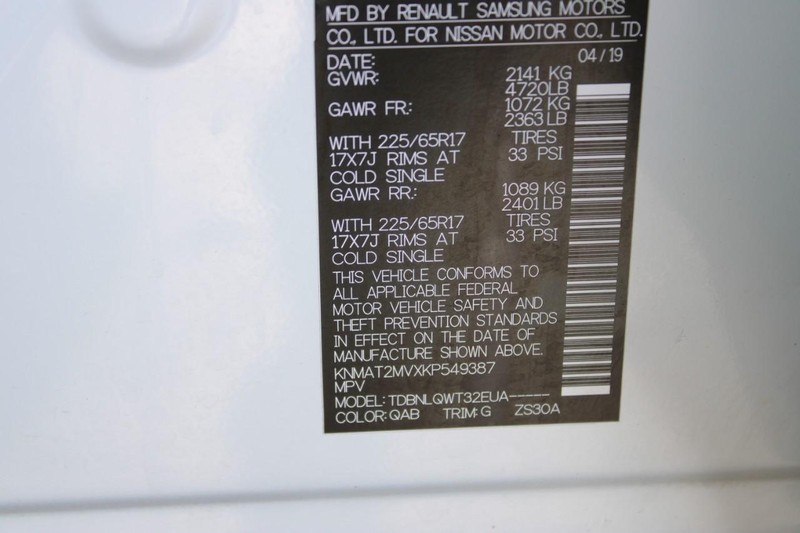 MFD BY RENAULT SAMSUNG MOTORS
CO., LTD. FOR NISSAN MOTOR CO., LTD.
DATE: 04/19
GVWR: 2141 KG
4720LB
GAWR FR: 1072 KG
2363 LB
WITH 225/65R17 TIRES
17X7J RIMS AT 33 PSI
COLD SINGLE
GAWR RR: 1089 KG
2401 LB
WITH 225/65R17 TIRES
17X7J RIMS AT 33 PSI
COLD SINGLE
THIS VEHICLE CONFORMS TO
ALL APPLICABLE FEDERAL
MOTOR VEHICLE SAFETY AND
THEFT PREVENTION STANDARDS
IN EFFECT ON THE DATE OF
MANUFACTURE SHOWN ABOVE.
KNMAT2MVXKP549387
MPV
MODEL: TDBNLQWT32EUA-----
COLOR: QAB TRIM: G ZS30A